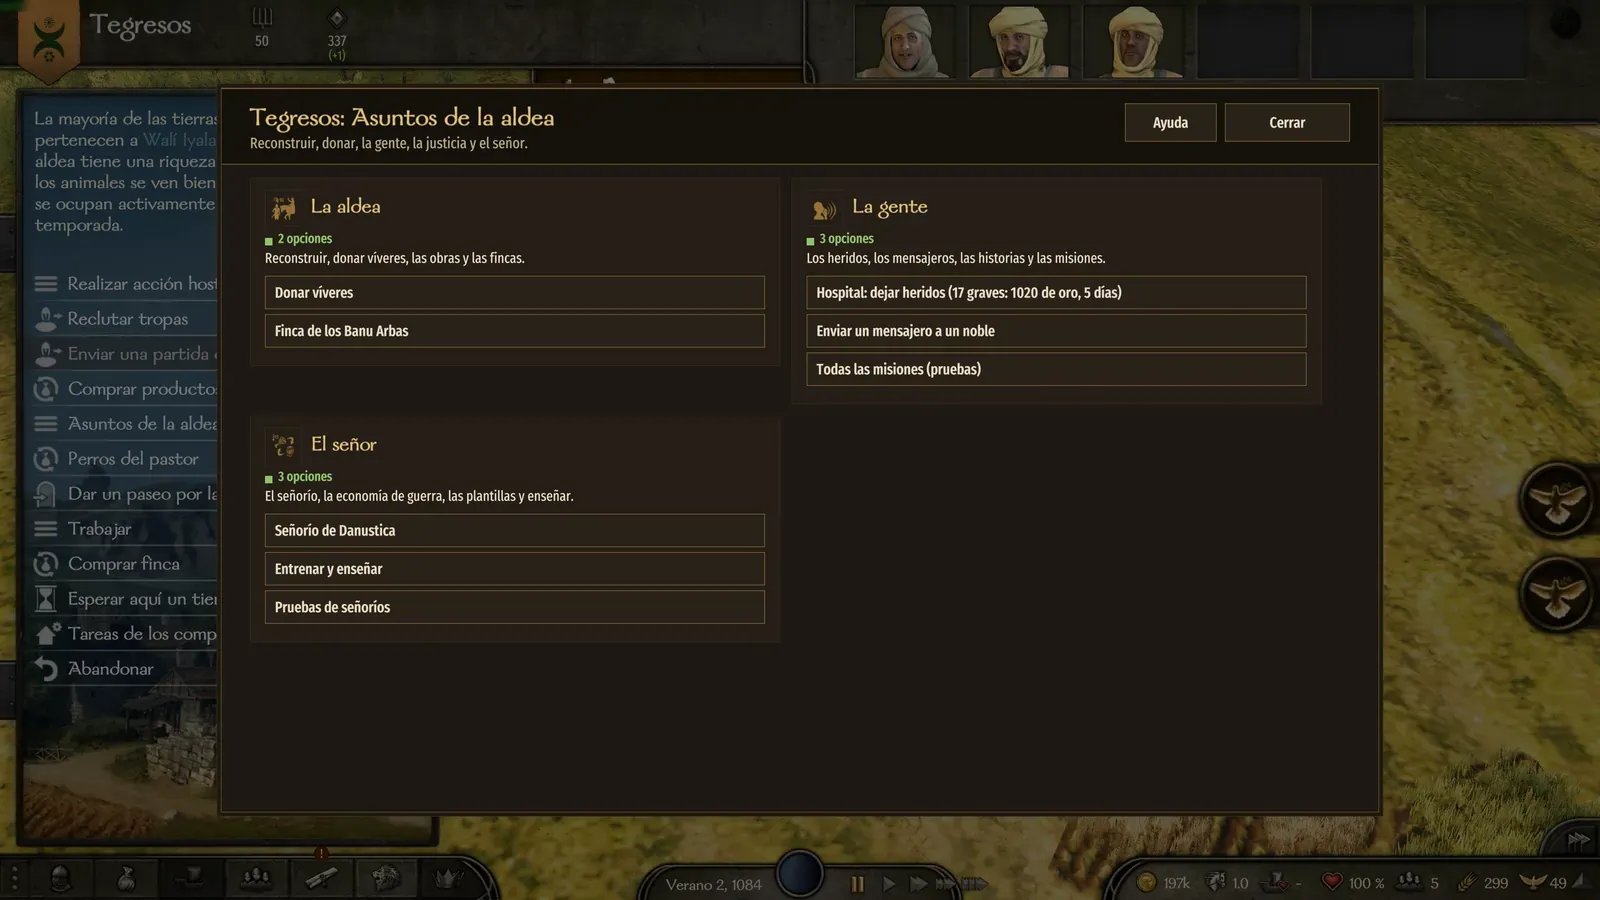 Tegresos
50
337
(+1)
La mayoría de las tierras
pertenecen a Walí Iyala
aldea tiene una riqueza
los animales se ven bien
se ocupan activamente
temporada.
Realizar acción host
Reclutar tropas
Enviar una partida
Comprar producto
Asuntos de la aldea
Perros del pastor
Dar un paseo por la
Trabajar
Comprar finca
Esperar aquí un tie
Tareas de los comp
Abandonar
Tegresos: Asuntos de la aldea
Reconstruir, donar, la gente, la justicia y el señor.
Ayuda
Cerrar
La aldea
2 opciones
Reconstruir, donar víveres, las obras y las fincas.
Donar víveres
Finca de los Banu Arbas
La gente
3 opciones
Los heridos, los mensajeros, las historias y las misiones.
Hospital: dejar heridos (17 graves: 1020 de oro, 5 días)
Enviar un mensajero a un noble
Todas las misiones (pruebas)
El señor
3 opciones
El señorío, la economía de guerra, las plantillas y enseñar.
Señorío de Danustica
Entrenar y enseñar
Pruebas de señoríos
Verano 2, 1084
197k
1.0
-
100 %
5
299
49